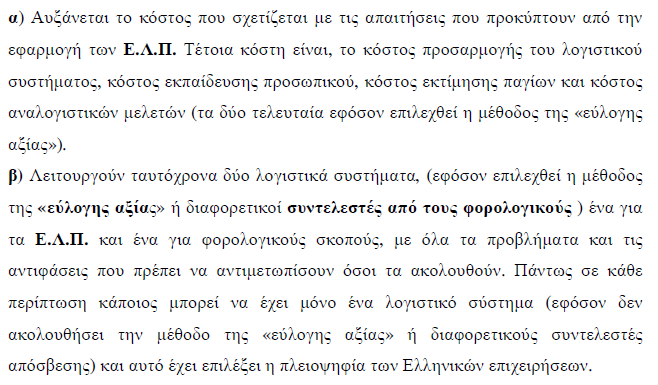 α) Αυξάνεται το κόστος που σχετίζεται με τις απαιτήσεις που προκύπτουν από την
εφαρμογή των Ε.Λ.Π. Τέτοια κόστη είναι, το κόστος προσαρμογής του λογιστικού
συστήματος, κόστος εκπαίδευσης προσωπικού, κόστος εκτίμησης παγίων και κόστος
αναλογιστικών μελετών (τα δύο τελευταία εφόσον επιλεχθεί η μέθοδος της «εύλογης
αξίας»).
β) Λειτουργούν ταυτόχρονα δύο λογιστικά συστήματα, (εφόσον επιλεχθεί η μέθοδος
της «εύλογης αξίας» ή διαφορετικοί συντελεστές από τους φορολογικούς ) ένα για
τα Ε.Λ.Π. και ένα για φορολογικούς σκοπούς, με όλα τα προβλήματα και τις
αντιφάσεις που πρέπει να αντιμετωπίσουν όσοι τα ακολουθούν. Πάντως σε κάθε
περίπτωση κάποιος μπορεί να έχει μόνο ένα λογιστικό σύστημα (εφόσον δεν
ακολουθήσει την μέθοδο της «εύλογης αξίας» ή διαφορετικούς συντελεστές
απόσβεσης) και αυτό έχει επιλέξει η πλειοψηφία των Ελληνικών επιχειρήσεων.